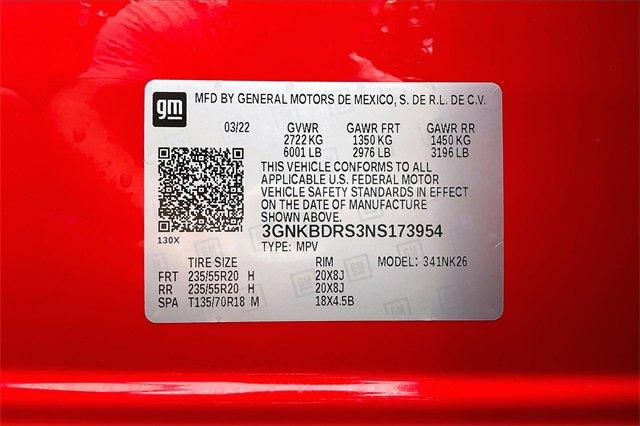 gm MFD BY GENERAL MOTORS DE MEXICO, S. DE R.L. DE C.V.
03/22 GVWR GAWR FRT GAWR RR
2722 KG 1350 KG 1450 KG
6001 LB 2976 LB 3196 LB
THIS VEHICLE CONFORMS TO ALL
APPLICABLE U.S. FEDERAL MOTOR
VEHICLE SAFETY STANDARDS IN EFFECT
ON THE DATE OF MANUFACTURE
SHOWN ABOVE.
3GNKBDRS3NS173954
130X
TYPE: MPV
TIRE SIZE RIM MODEL: 341NK26
FRT 235/55R20 H 20X8J
RR 235/55R20 H 20X8J
SPA T135/70R18 M 18X4.5B